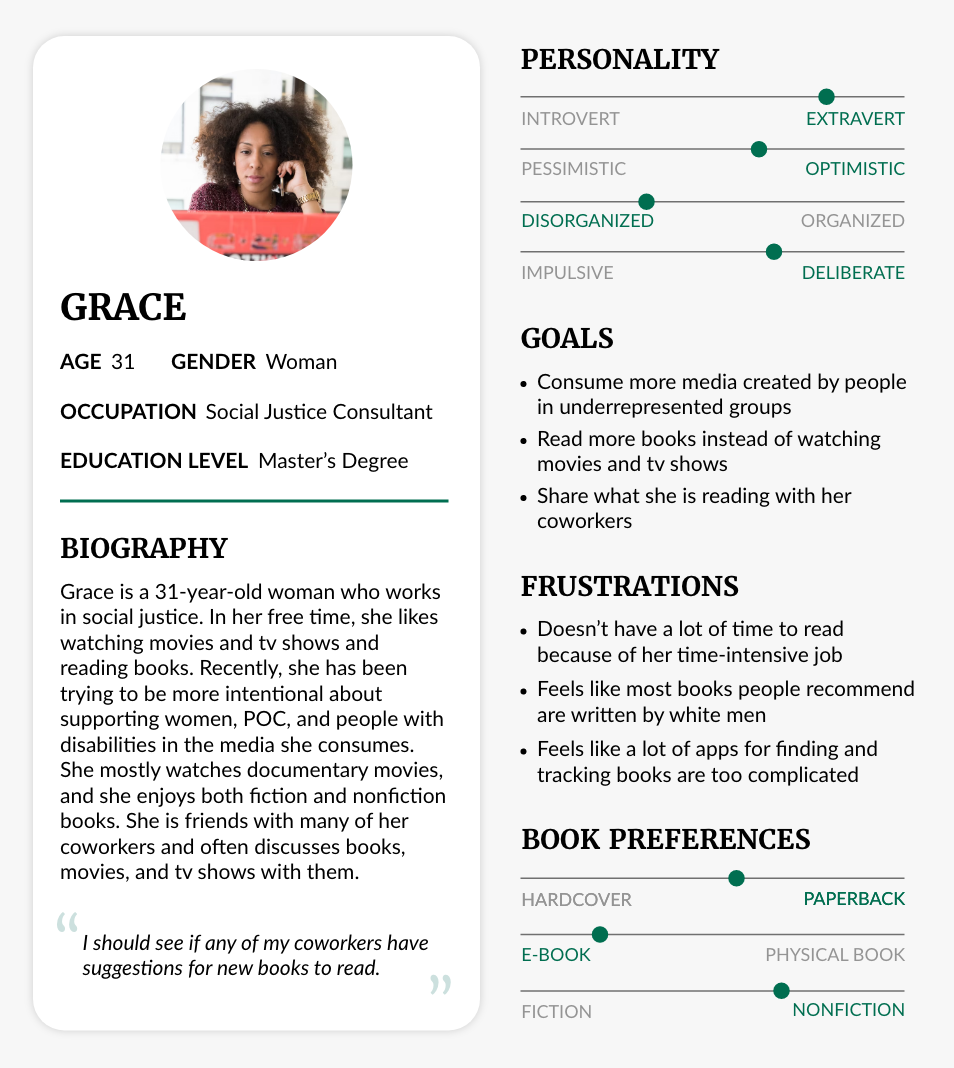 GRACE
AGE 31 GENDER Woman
OCCUPATION Social Justice Consultant
EDUCATION LEVEL Master’s Degree
BIOGRAPHY
Grace is a 31-year-old woman who works
in social justice. In her free time, she likes
watching movies and tv shows and
reading books. Recently, she has been
trying to be more intentional about
supporting women, POC, and people with
disabilities in the media she consumes.
She mostly watches documentary movies,
and she enjoys both fiction and nonfiction
books. She is friends with many of her
coworkers and often discusses books,
movies, and tv shows with them.
“ I should see if any of my coworkers have
suggestions for new books to read. ”
PERSONALITY
INTROVERT EXTRAVERT
PESSIMISTIC OPTIMISTIC
DISORGANIZED ORGANIZED
IMPULSIVE DELIBERATE
GOALS
• Consume more media created by people
in underrepresented groups
• Read more books instead of watching
movies and tv shows
• Share what she is reading with her
coworkers
FRUSTRATIONS
• Doesn’t have a lot of time to read
because of her time-intensive job
• Feels like most books people recommend
are written by white men
• Feels like a lot of apps for finding and
tracking books are too complicated
BOOK PREFERENCES
HARDCOVER PAPERBACK
E-BOOK PHYSICAL BOOK
FICTION NONFICTION